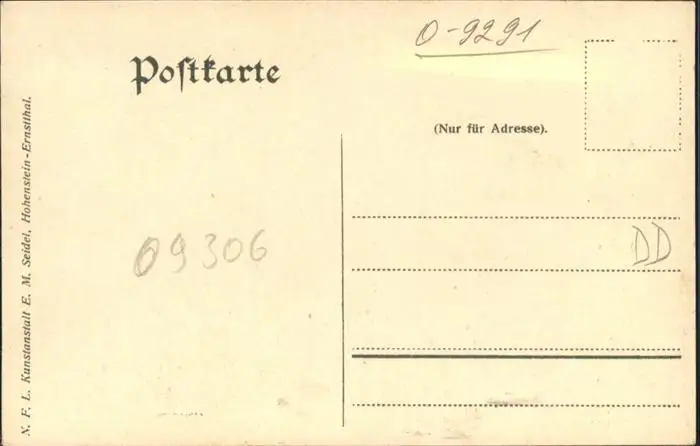 O-9291
Postkarte
(Nur für Adresse).
DD
09306
N. F. L. Kunstanstalt E. M. Seidel, Hohenstein-Ernstthal.